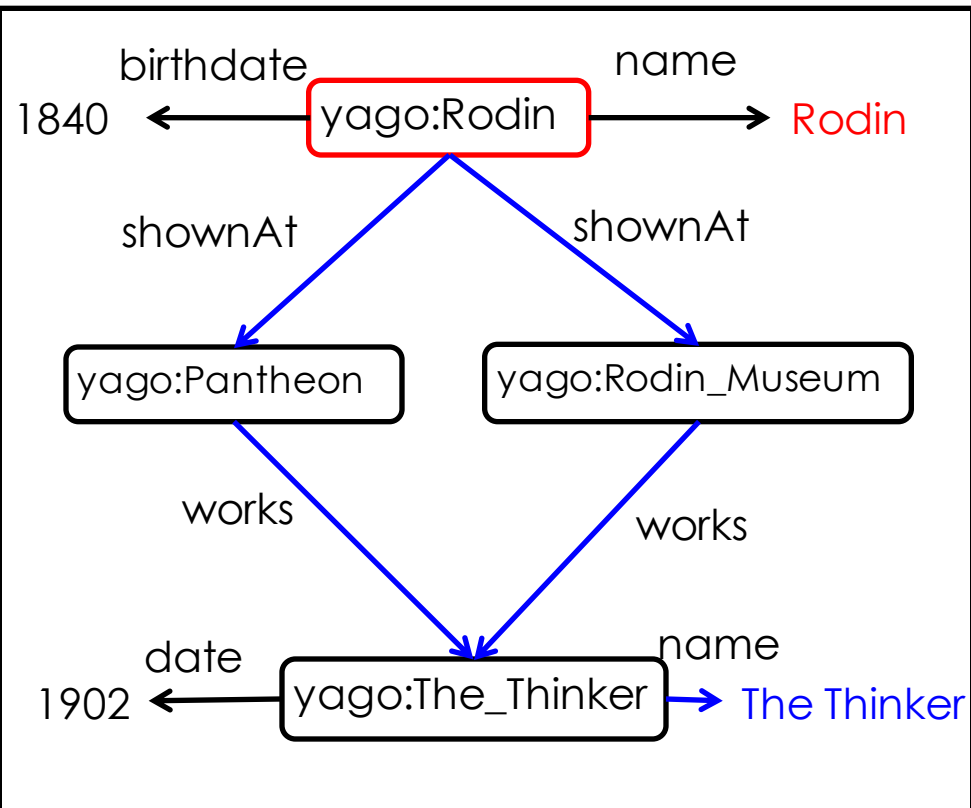 birthdate
name
1840
yago:Rodin
Rodin
shownAt
shownAt
yago:Pantheon
yago:Rodin_Museum
works
works
date
name
1902
yago:The_Thinker
The Thinker